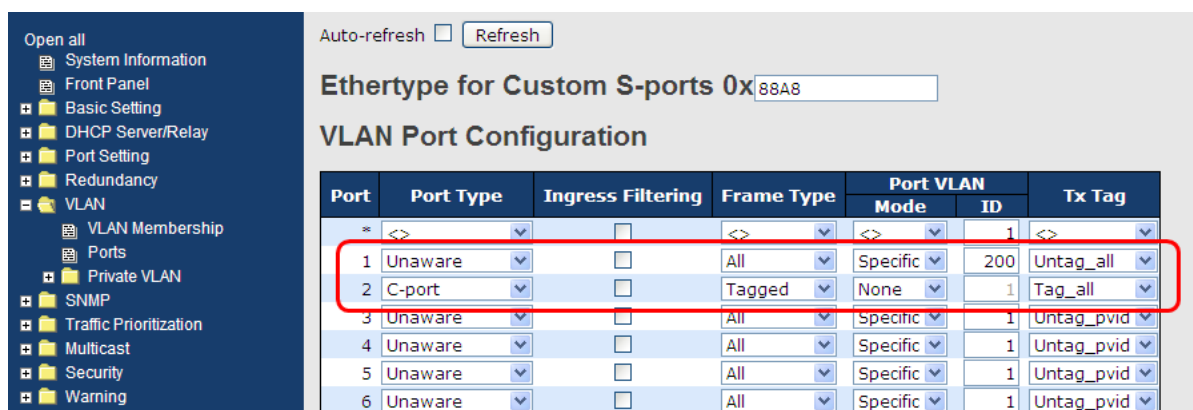 Open all
System Information
Front Panel
Basic Setting
DHCP Server/Relay
Port Setting
Redundancy
VLAN
VLAN Membership
Ports
Private VLAN
SNMP
Traffic Prioritization
Multicast
Security
Warning
Auto-refresh Refresh
Ethertype for Custom S-ports 0x 88A8
VLAN Port Configuration
Port Port Type Ingress Filtering Frame Type Port VLAN Tx Tag
Mode ID
* <> <> <> 1 <>
1 Unaware All Specific 200 Untag_all
2 C-port Tagged None 1 Tag_all
3 Unaware All Specific 1 Untag_pvid
4 Unaware All Specific 1 Untag_pvid
5 Unaware All Specific 1 Untag_pvid
6 Unaware All Specific 1 Untag_pvid